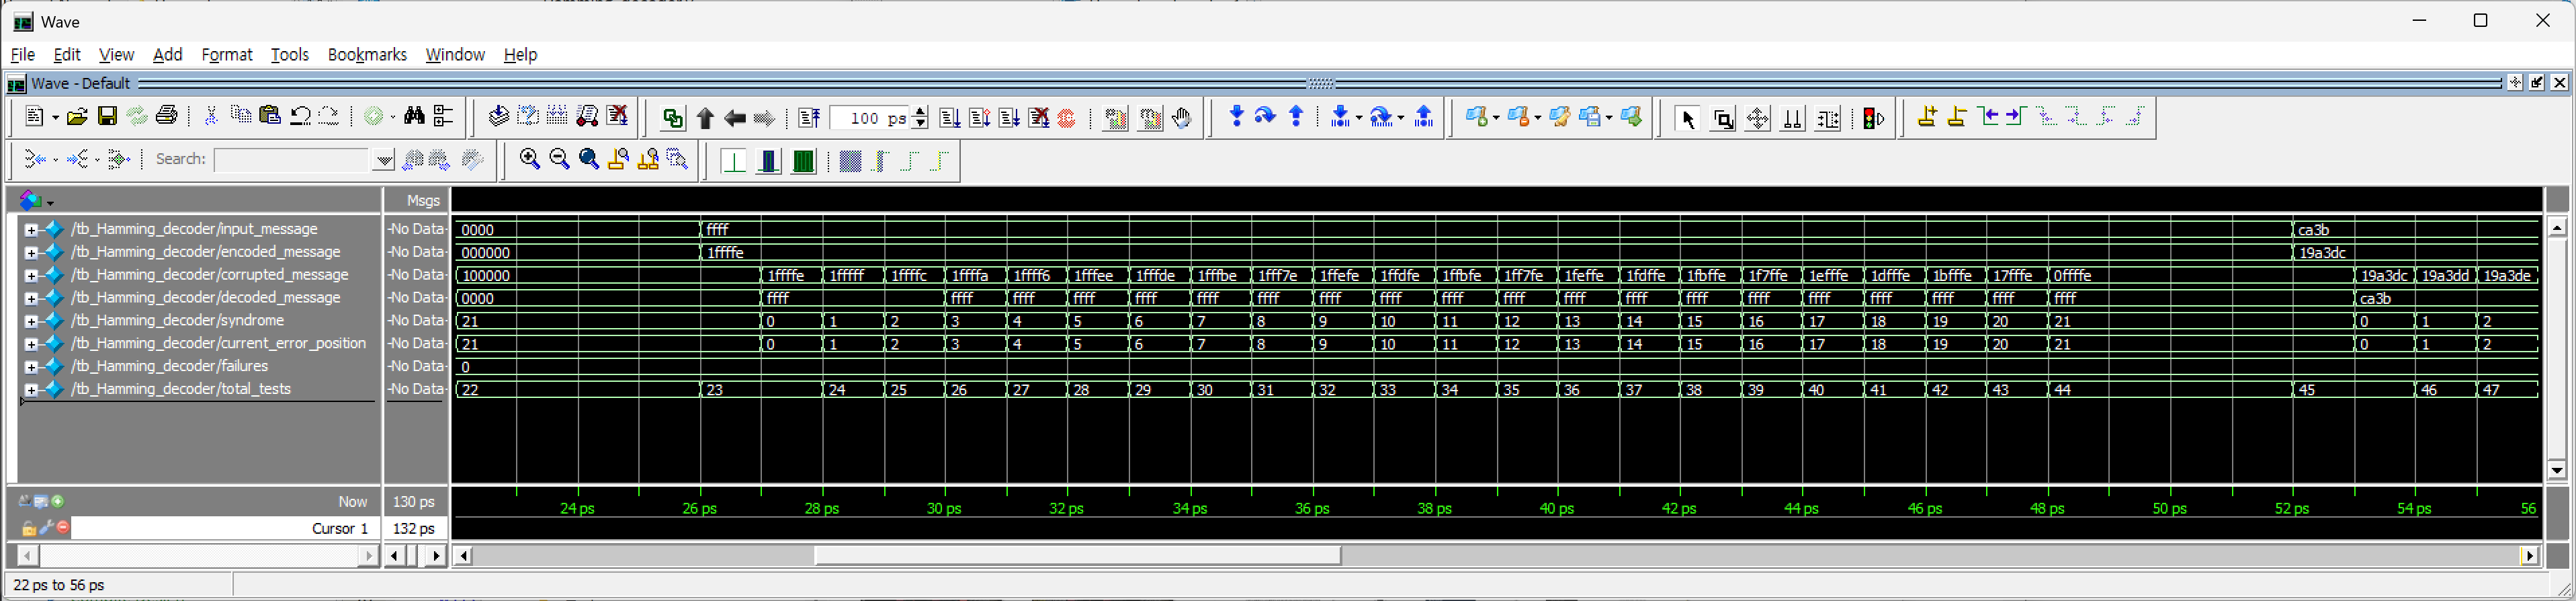 Wave
File Edit View Add Format Tools Bookmarks Window Help
Wave - Default
100 ps
Search:
Msgs
/tb_Hamming_decoder/input_message -No Data- 0000 ffff ca3b
/tb_Hamming_decoder/encoded_message -No Data- 000000 1ffffe 19a3dc
/tb_Hamming_decoder/corrupted_message -No Data- 100000 1ffffe 1fffff 1ffffc 1ffffa 1ffff6 1fffee 1fffde 1fffbe 1fff7e 1ffefe 1ffdfe 1ffbfe 1ff7fe 1feffe 1fdffe 1fbffe 1f7ffe 1efffe 1dfffe 1bfffe 17fffe 0ffffe 19a3dc 19a3dd 19a3de
/tb_Hamming_decoder/decoded_message -No Data- 0000 ffff ffff ffff ffff ffff ffff ffff ffff ffff ffff ffff ffff ffff ffff ffff ffff ffff ffff ffff ffff ca3b
/tb_Hamming_decoder/syndrome -No Data- 21 0 1 2 3 4 5 6 7 8 9 10 11 12 13 14 15 16 17 18 19 20 21 0 1 2
/tb_Hamming_decoder/current_error_position -No Data- 21 0 1 2 3 4 5 6 7 8 9 10 11 12 13 14 15 16 17 18 19 20 21 0 1 2
/tb_Hamming_decoder/failures -No Data- 0
/tb_Hamming_decoder/total_tests -No Data- 22 23 24 25 26 27 28 29 30 31 32 33 34 35 36 37 38 39 40 41 42 43 44 45 46 47
Now 130 ps 24 ps 26 ps 28 ps 30 ps 32 ps 34 ps 36 ps 38 ps 40 ps 42 ps 44 ps 46 ps 48 ps 50 ps 52 ps 54 ps 56
Cursor 1 132 ps
22 ps to 56 ps